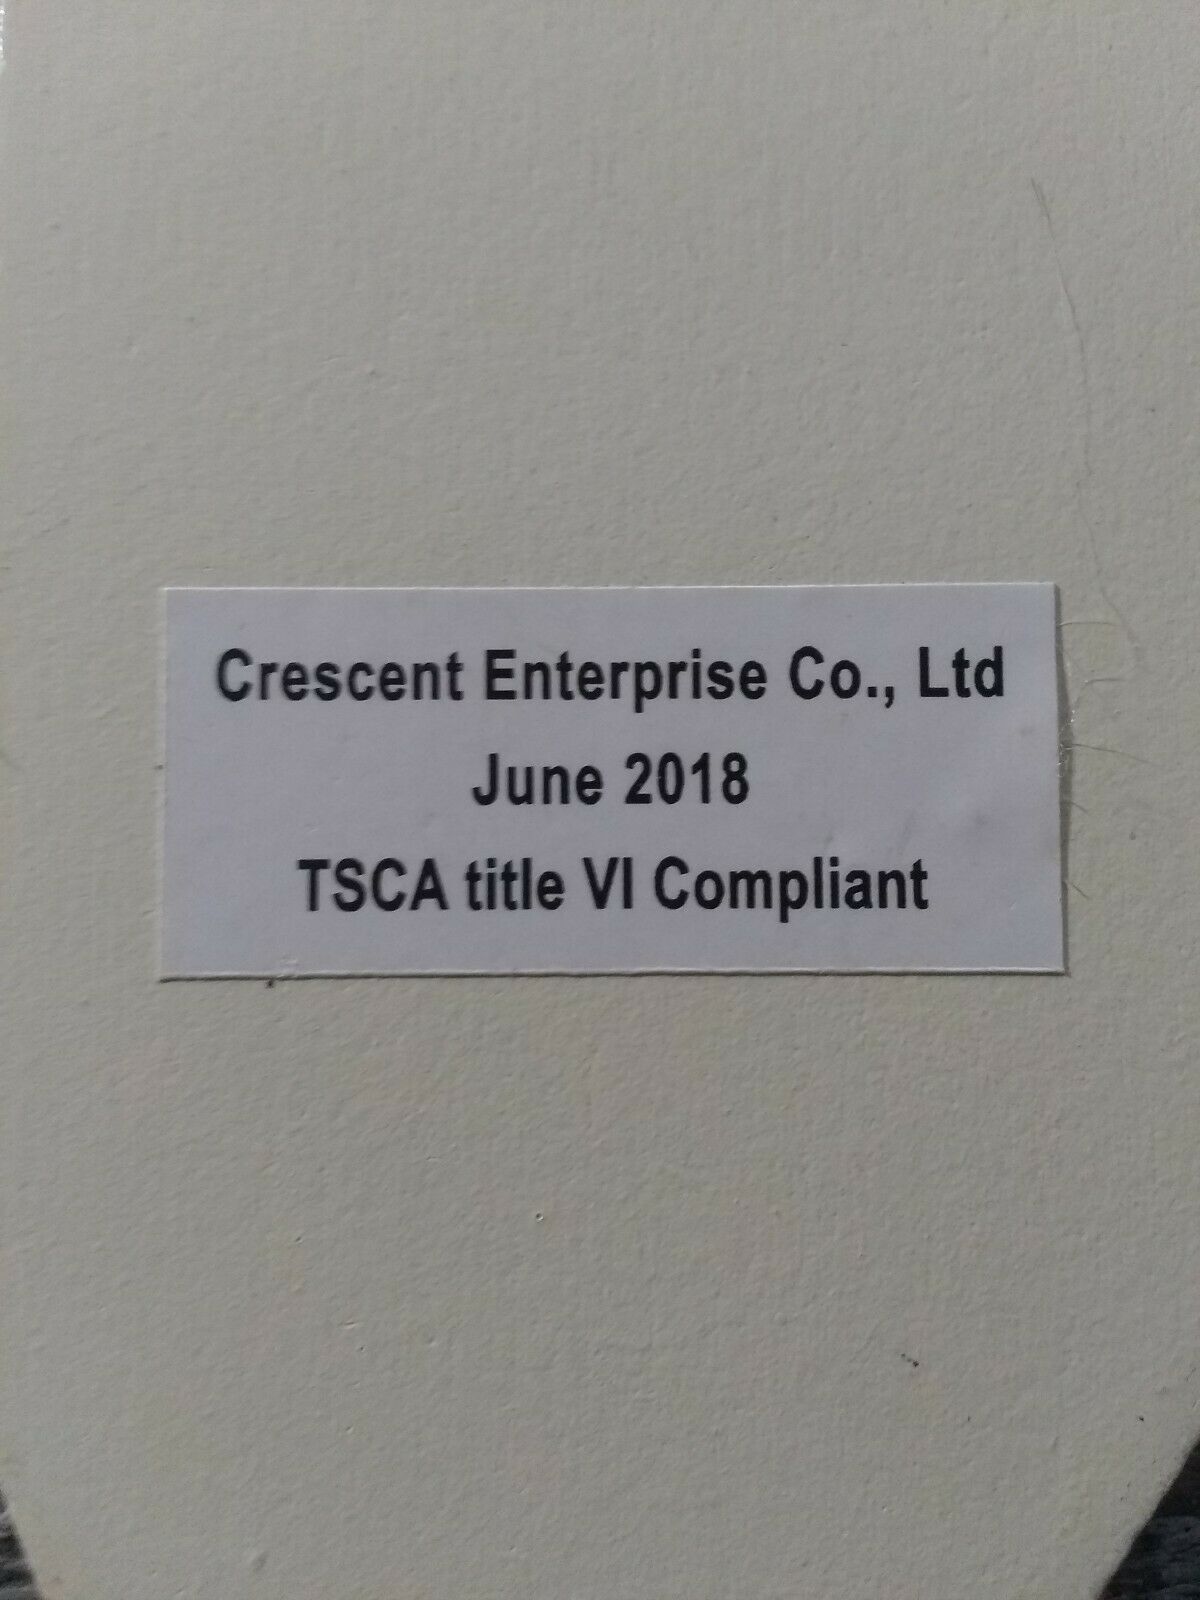 Crescent Enterprise Co., Ltd
June 2018
TSCA title VI Compliant